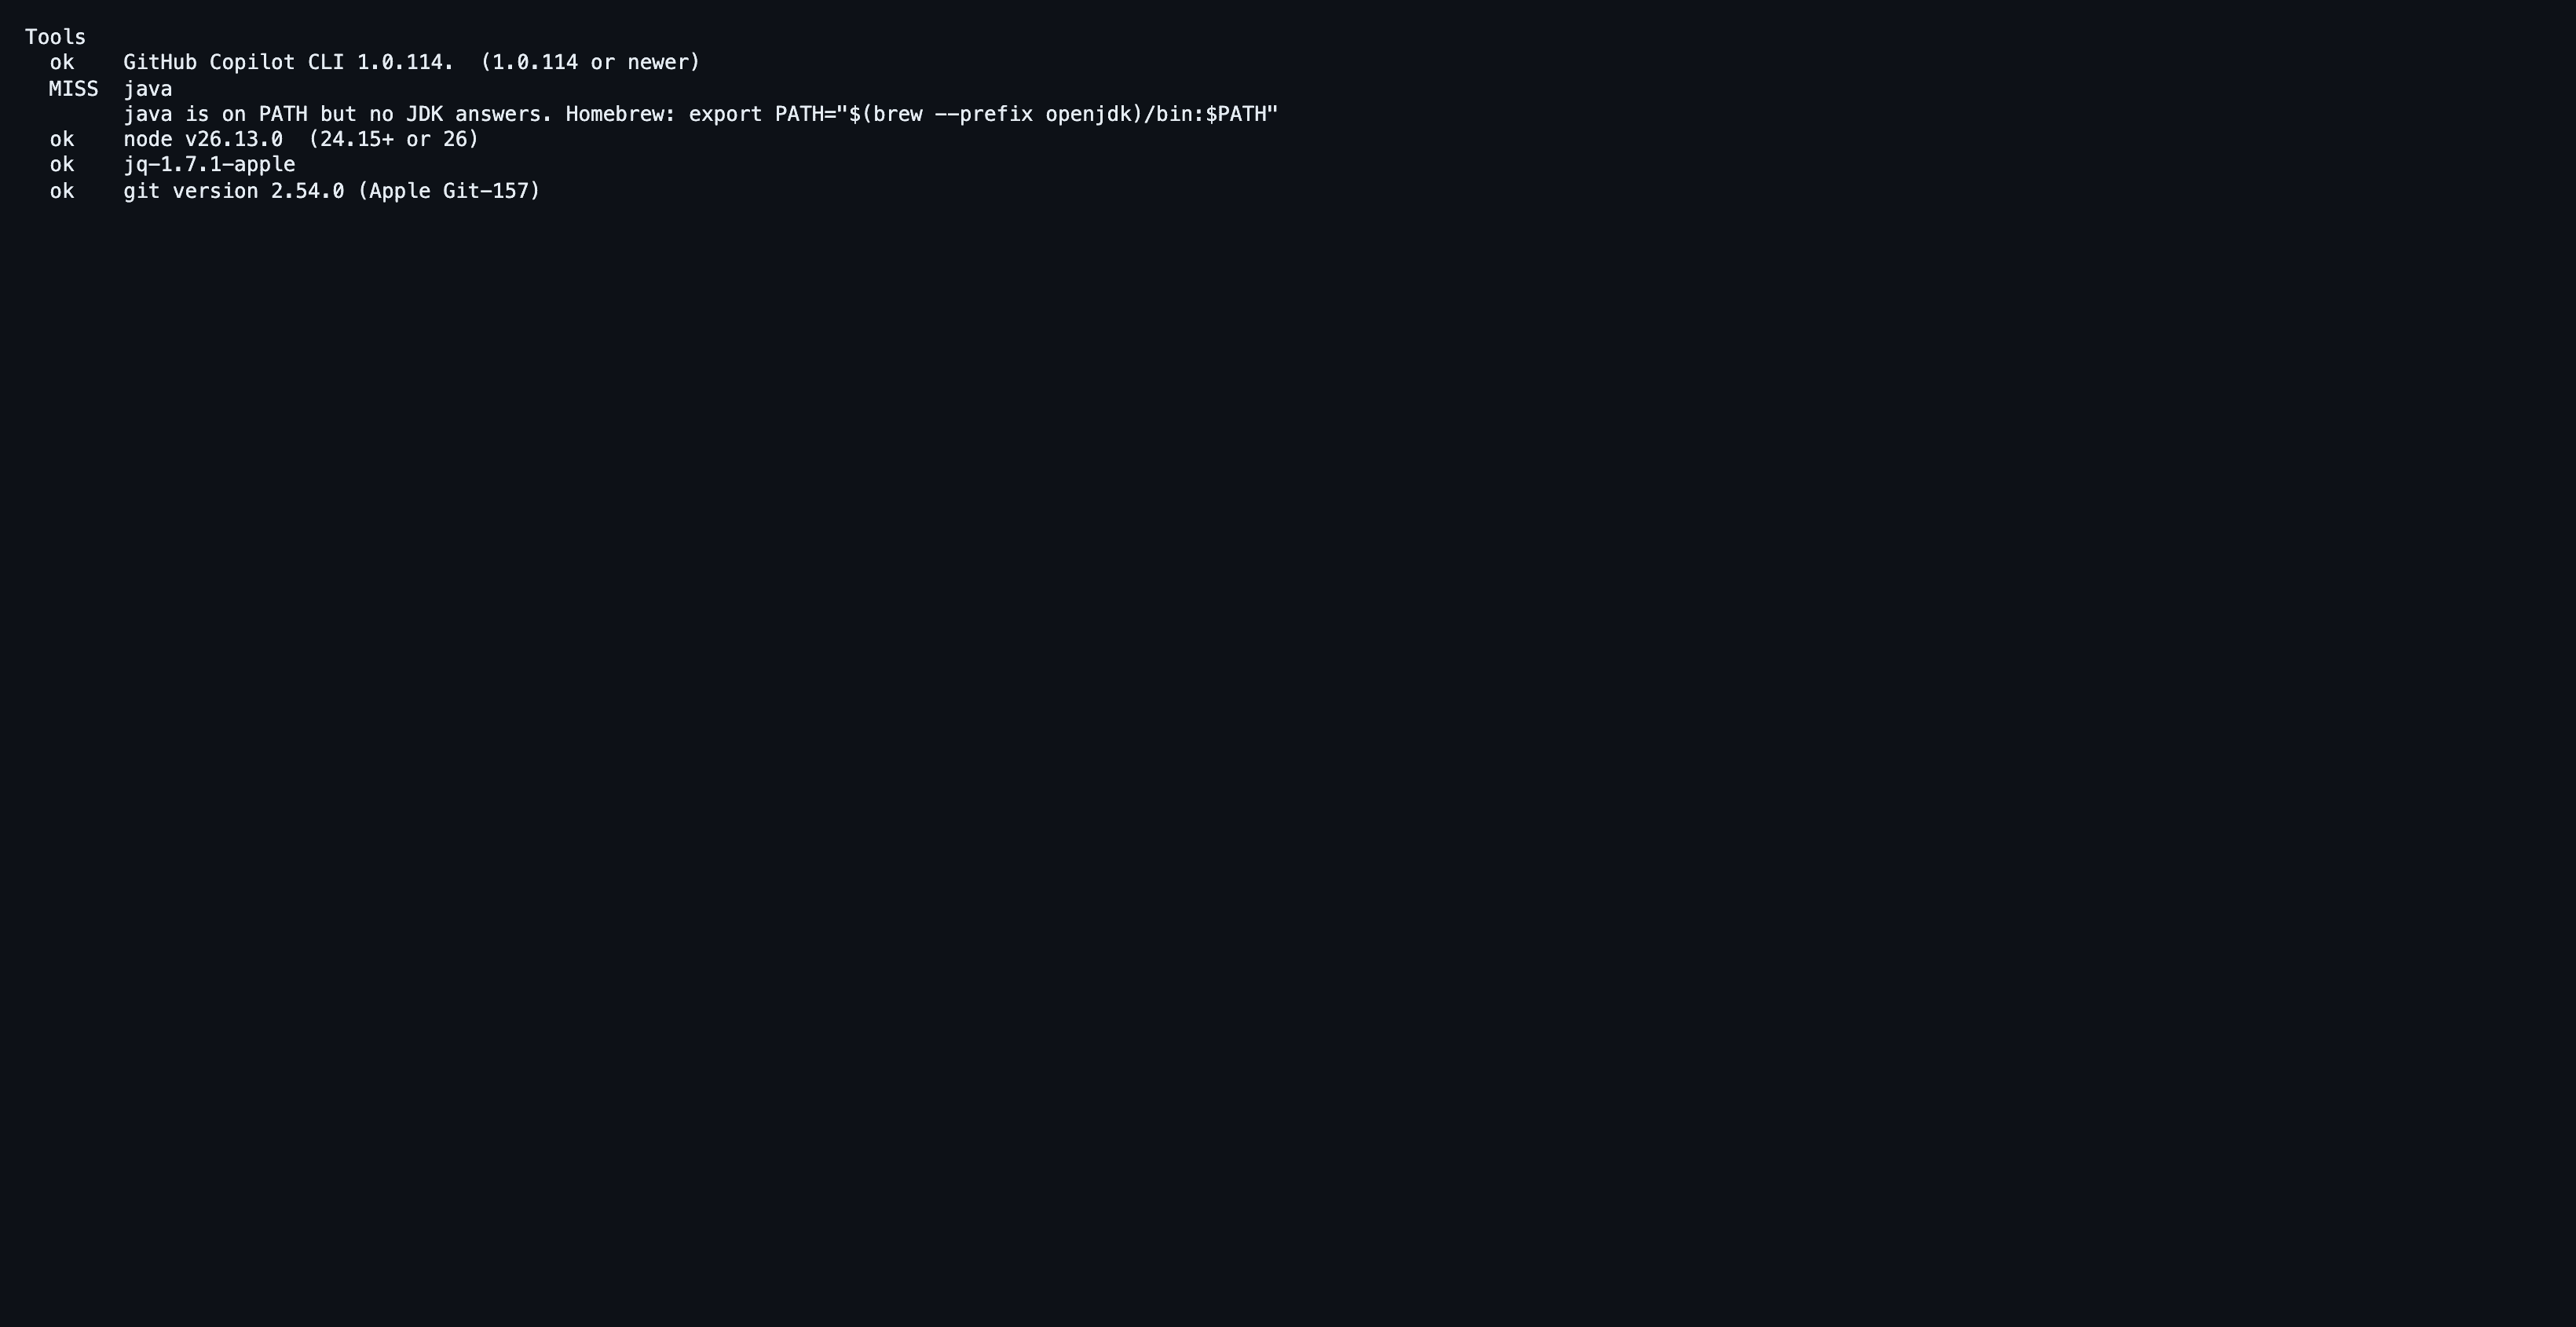 Tools
ok GitHub Copilot CLI 1.0.114. (1.0.114 or newer)
MISS java
java is on PATH but no JDK answers. Homebrew: export PATH="$(brew --prefix openjdk)/bin:$PATH"
ok node v26.13.0 (24.15+ or 26)
ok jq-1.7.1-apple
ok git version 2.54.0 (Apple Git-157)